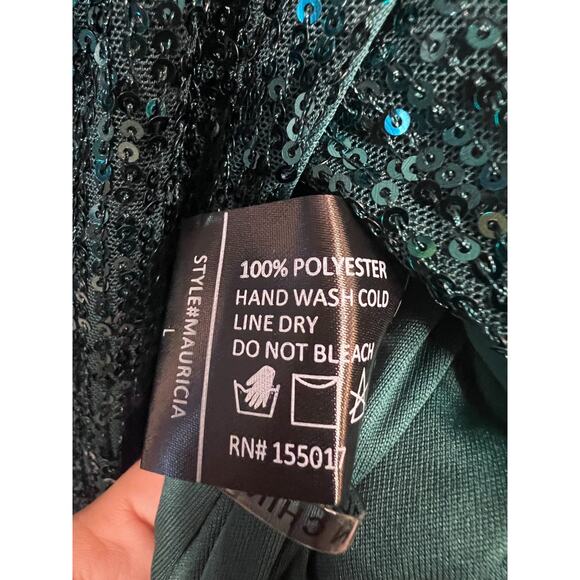 STYLE#MAURICIA
L
100% POLYESTER
HAND WASH COLD
LINE DRY
DO NOT BLEACH
RN# 155017